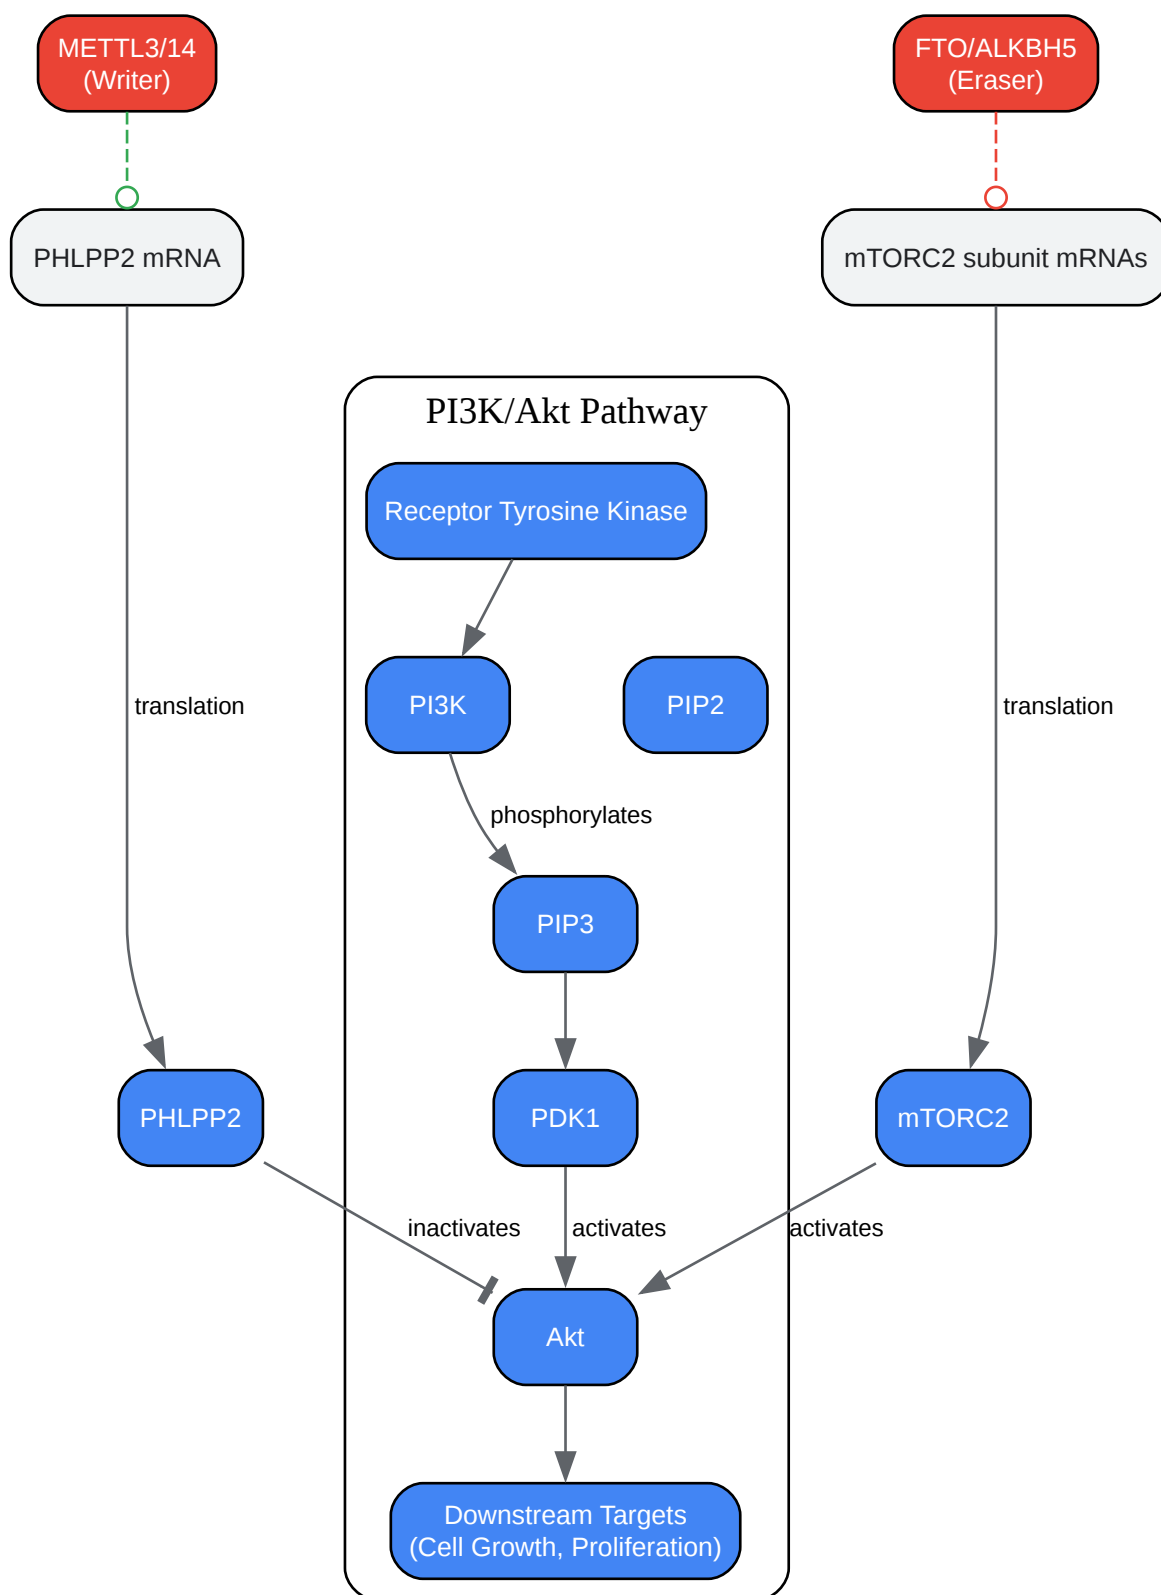 METTL3/14
(Writer)
FTO/ALKBH5
(Eraser)
PHLPP2 mRNA
mTORC2 subunit mRNAs
PI3K/Akt Pathway
Receptor Tyrosine Kinase
translation
PI3K
PIP2
translation
phosphorylates
PIP3
PHLPP2
PDK1
mTORC2
inactivates
activates
activates
Akt
Downstream Targets
(Cell Growth, Proliferation)